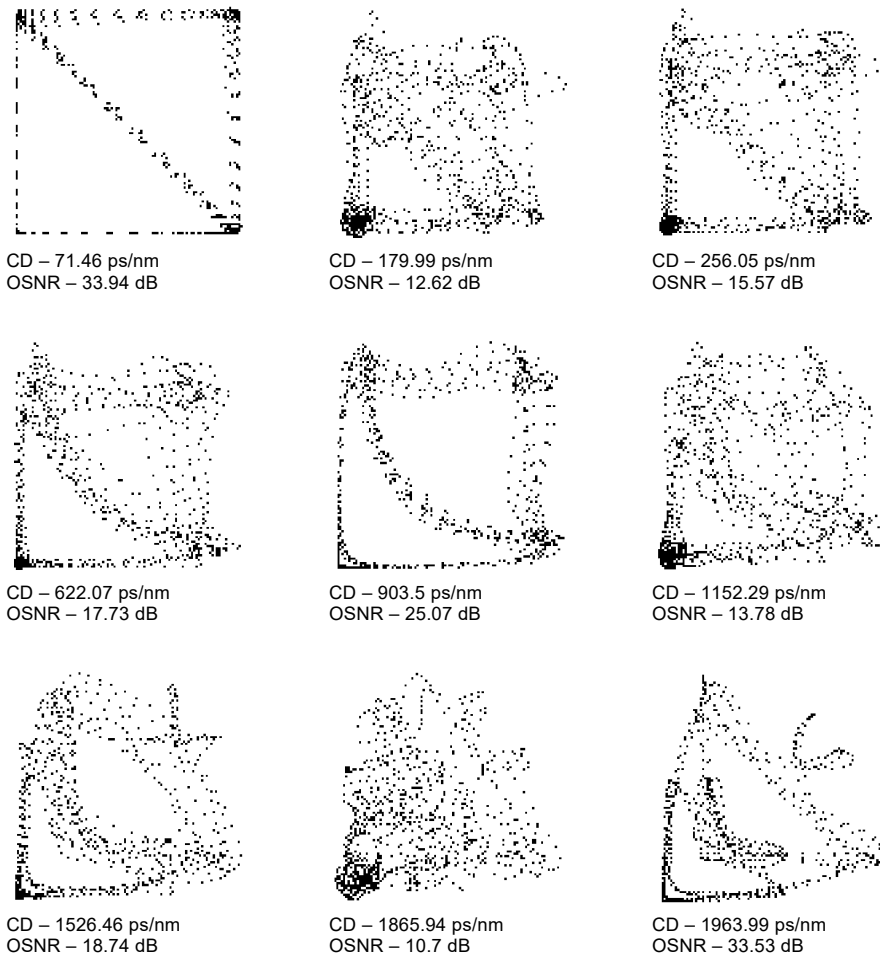 CD – 71.46 ps/nm
OSNR – 33.94 dB
CD – 179.99 ps/nm
OSNR – 12.62 dB
CD – 256.05 ps/nm
OSNR – 15.57 dB
CD – 622.07 ps/nm
OSNR – 17.73 dB
CD – 903.5 ps/nm
OSNR – 25.07 dB
CD – 1152.29 ps/nm
OSNR – 13.78 dB
CD – 1526.46 ps/nm
OSNR – 18.74 dB
CD – 1865.94 ps/nm
OSNR – 10.7 dB
CD – 1963.99 ps/nm
OSNR – 33.53 dB